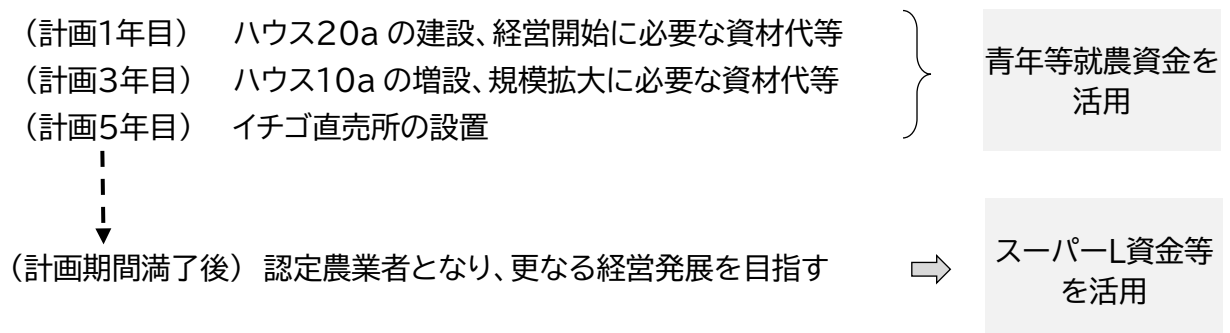 （計画1年目）　ハウス20aの建設、経営開始に必要な資材代等
（計画3年目）　ハウス10aの増設、規模拡大に必要な資材代等
（計画5年目）　イチゴ直売所の設置
青年等就農資金を
活用
（計画期間満了後）認定農業者となり、更なる経営発展を目指す
スーパーL資金等
を活用